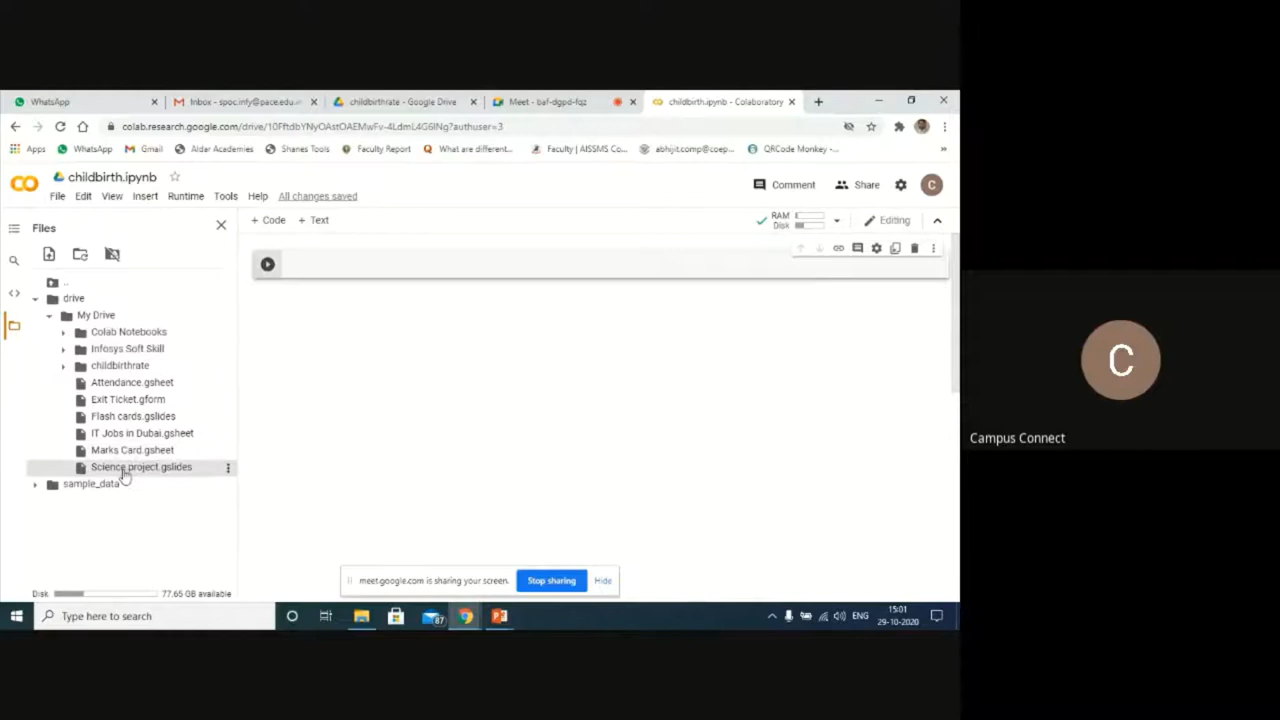 WhatsApp
Inbox - spoc.infy@pace.edu.in
childbirthrate - Google Drive
Meet - baf-dgpd-fqz
childbirth.ipynb - Colaboratory
colab.research.google.com/drive/10FftdbYNyOAstOAEMwFv-4LdmL4G6INg?authuser=3
Apps WhatsApp Gmail Aldar Academies Shanes Tools Faculty Report What are different... Faculty | AISSMS Co... abhijit.comp@coep... QRCode Monkey -... »
childbirth.ipynb
File Edit View Insert Runtime Tools Help All changes saved
Comment Share C
Files
+ Code + Text
RAM
Disk
Editing
..
drive
My Drive
Colab Notebooks
Infosys Soft Skill
childbirthrate
Attendance.gsheet
Exit Ticket.gform
Flash cards.gslides
IT Jobs in Dubai.gsheet
Marks Card.gsheet
Science project.gslides
sample_data
Disk 77.65 GB available
meet.google.com is sharing your screen. Stop sharing Hide
Type here to search
87
ENG
15:01
29-10-2020
C
Campus Connect